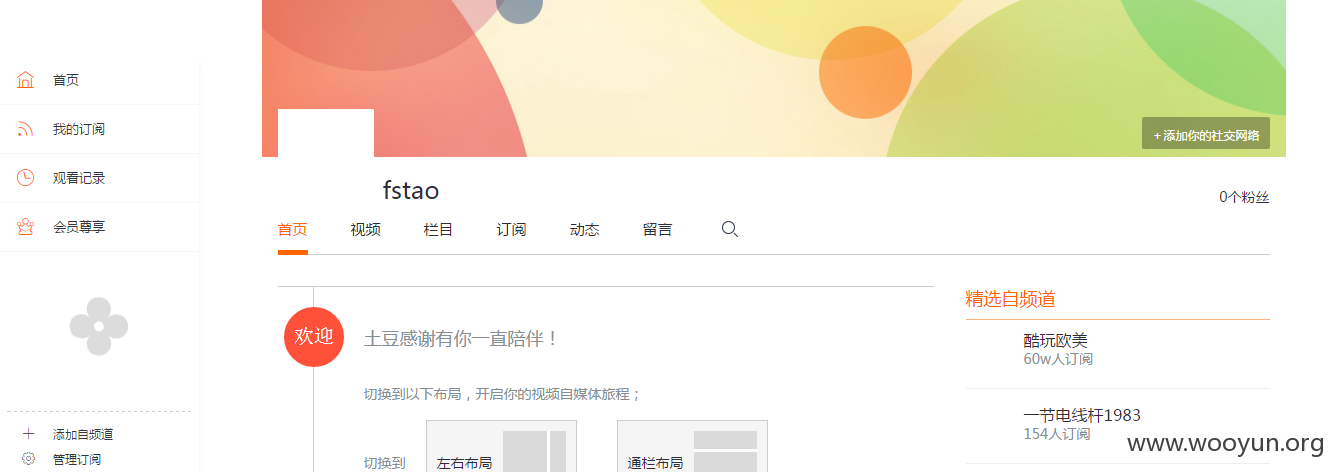 首页
我的订阅
观看记录
会员尊享
+ 添加自频道
管理订阅
+ 添加你的社交网络
fstao
0个粉丝
首页 视频 栏目 订阅 动态 留言
欢迎
土豆感谢有你一直陪伴！
切换到以下布局，开启你的视频自媒体旅程；
切换到 左右布局 通栏布局
精选自频道
酷玩欧美
60w人订阅
一节电线杆1983
154人订阅
www.wooyun.org